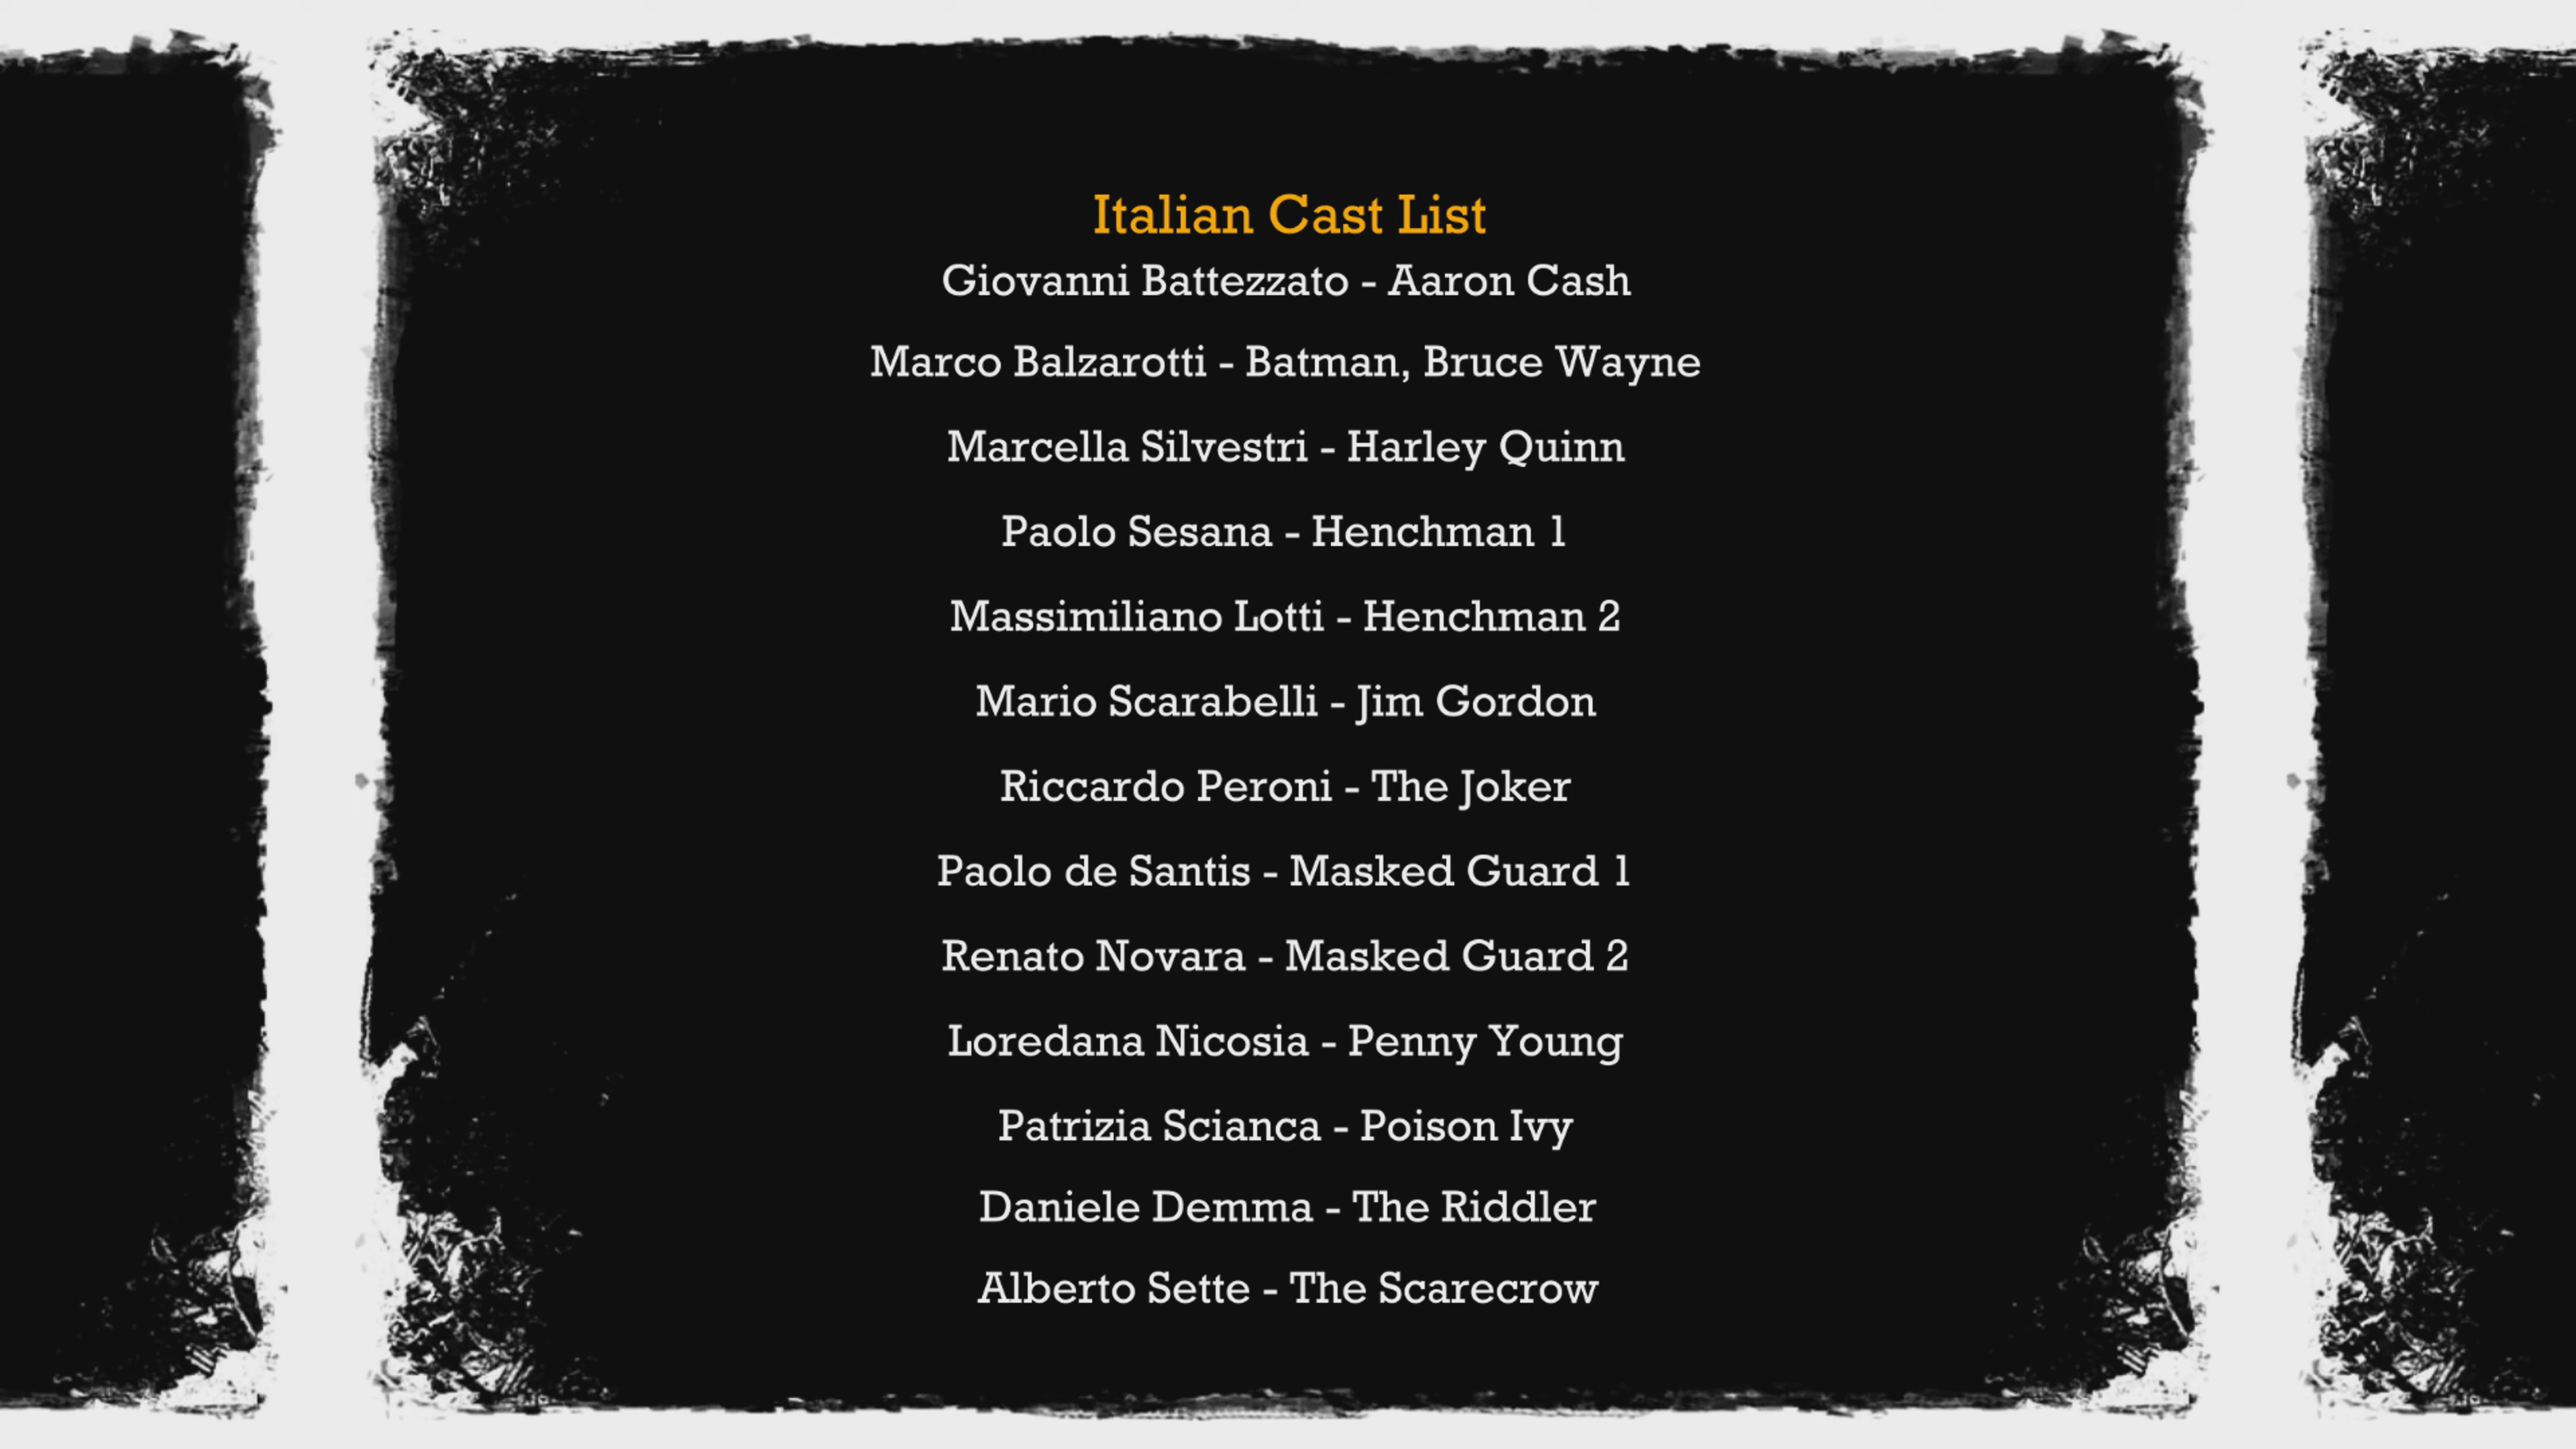 Italian Cast List
Giovanni Battezzato - Aaron Cash
Marco Balzarotti - Batman, Bruce Wayne
Marcella Silvestri - Harley Quinn
Paolo Sesana - Henchman 1
Massimiliano Lotti - Henchman 2
Mario Scarabelli - Jim Gordon
Riccardo Peroni - The Joker
Paolo de Santis - Masked Guard 1
Renato Novara - Masked Guard 2
Loredana Nicosia - Penny Young
Patrizia Scianca - Poison Ivy
Daniele Demma - The Riddler
Alberto Sette - The Scarecrow